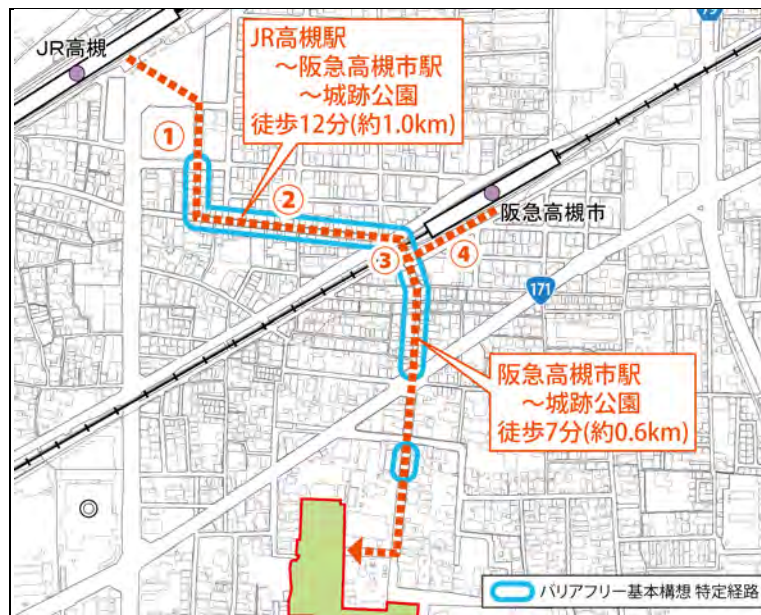 JR高槻
JR高槻駅
～阪急高槻市駅
～城跡公園
徒歩12分(約1.0km)
①
②
阪急高槻市
③
④
171
阪急高槻市駅
～城跡公園
徒歩7分(約0.6km)
バリアフリー基本構想 特定経路